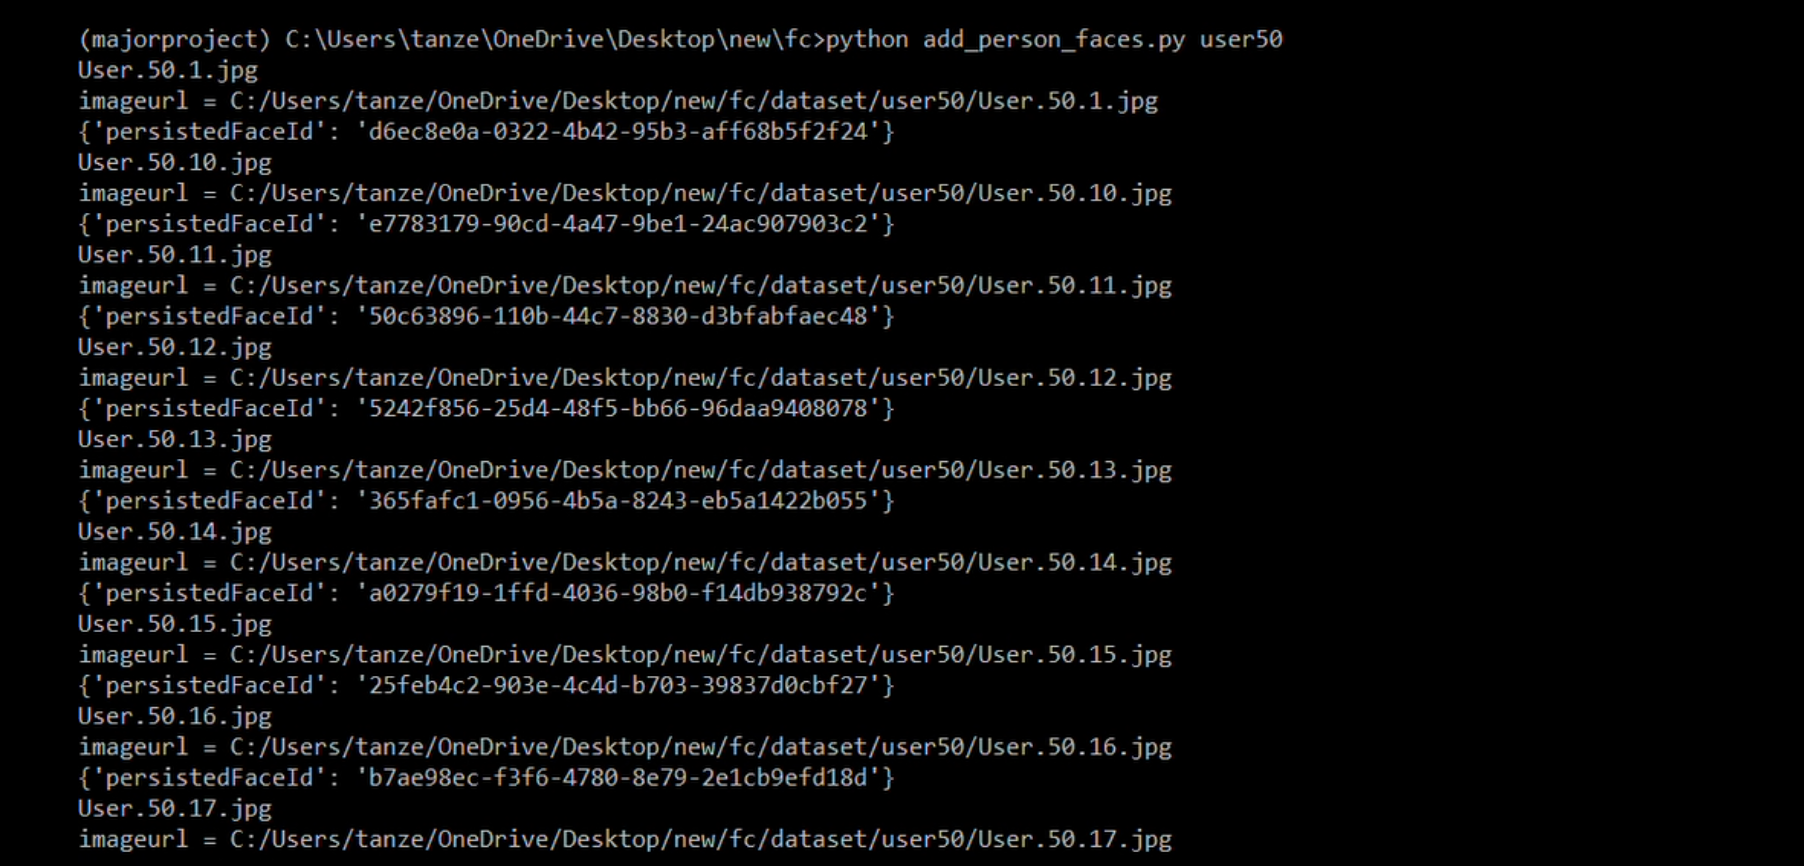 (majorproject) C:\Users\tanze\OneDrive\Desktop\new\fc>python add_person_faces.py user50
User.50.1.jpg
imageurl = C:/Users/tanze/OneDrive/Desktop/new/fc/dataset/user50/User.50.1.jpg
{'persistedFaceId': 'd6ec8e0a-0322-4b42-95b3-aff68b5f2f24'}
User.50.10.jpg
imageurl = C:/Users/tanze/OneDrive/Desktop/new/fc/dataset/user50/User.50.10.jpg
{'persistedFaceId': 'e7783179-90cd-4a47-9be1-24ac907903c2'}
User.50.11.jpg
imageurl = C:/Users/tanze/OneDrive/Desktop/new/fc/dataset/user50/User.50.11.jpg
{'persistedFaceId': '50c63896-110b-44c7-8830-d3bfabfaec48'}
User.50.12.jpg
imageurl = C:/Users/tanze/OneDrive/Desktop/new/fc/dataset/user50/User.50.12.jpg
{'persistedFaceId': '5242f856-25d4-48f5-bb66-96daa9408078'}
User.50.13.jpg
imageurl = C:/Users/tanze/OneDrive/Desktop/new/fc/dataset/user50/User.50.13.jpg
{'persistedFaceId': '365fafc1-0956-4b5a-8243-eb5a1422b055'}
User.50.14.jpg
imageurl = C:/Users/tanze/OneDrive/Desktop/new/fc/dataset/user50/User.50.14.jpg
{'persistedFaceId': 'a0279f19-1ffd-4036-98b0-f14db938792c'}
User.50.15.jpg
imageurl = C:/Users/tanze/OneDrive/Desktop/new/fc/dataset/user50/User.50.15.jpg
{'persistedFaceId': '25feb4c2-903e-4c4d-b703-39837d0cbf27'}
User.50.16.jpg
imageurl = C:/Users/tanze/OneDrive/Desktop/new/fc/dataset/user50/User.50.16.jpg
{'persistedFaceId': 'b7ae98ec-f3f6-4780-8e79-2e1cb9efd18d'}
User.50.17.jpg
imageurl = C:/Users/tanze/OneDrive/Desktop/new/fc/dataset/user50/User.50.17.jpg